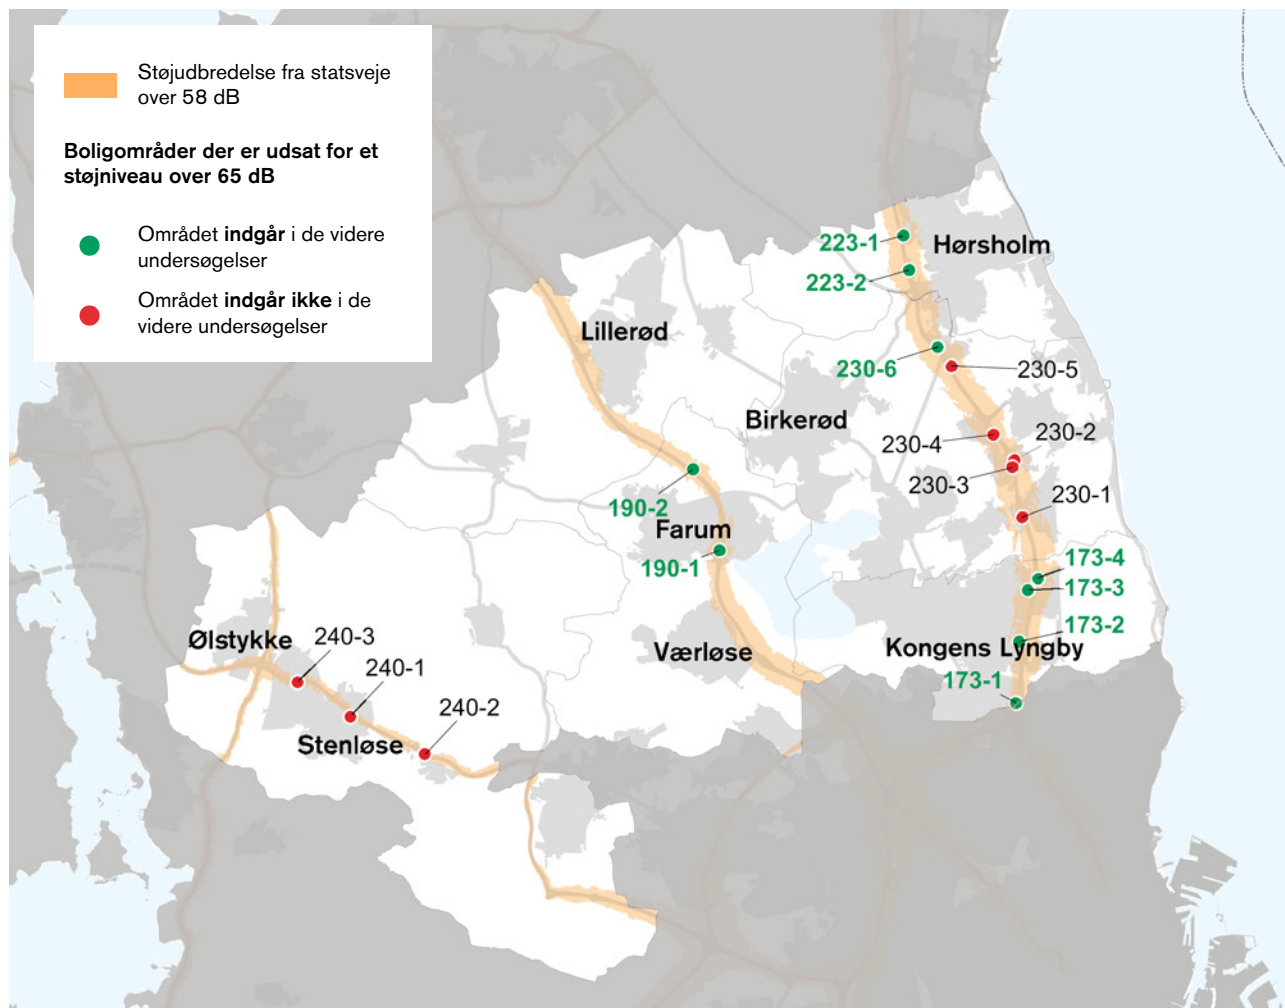 Støjudbredelse fra statsveje
over 58 dB
Boligområder der er udsat for et
støjniveau over 65 dB
Området indgår i de videre
undersøgelser
Området indgår ikke i de
videre undersøgelser
223-1
Hørsholm
223-2
Lillerød
230-6
230-5
Birkerød
230-4
230-2
230-3
190-2
230-1
Farum
190-1
173-4
173-3
173-2
Ølstykke
240-3
Værløse
Kongens Lyngby
240-1
173-1
240-2
Stenløse